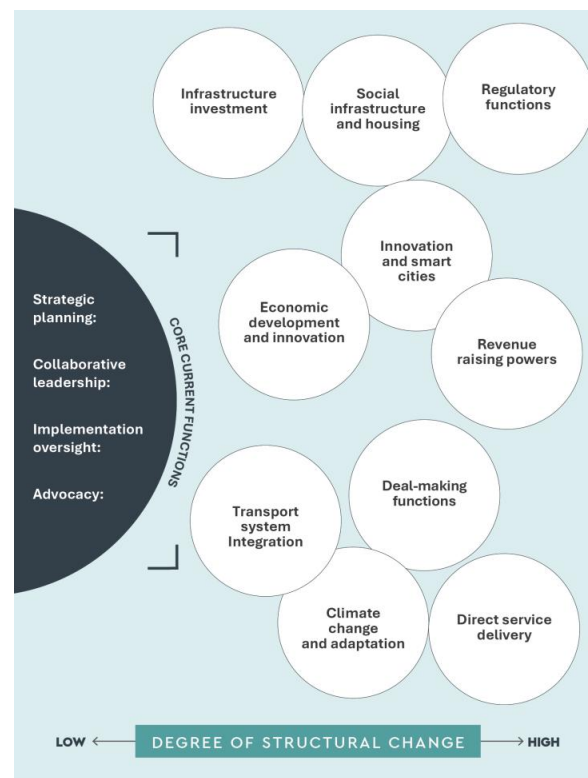 Infrastructure
investment
Social
infrastructure
and housing
Regulatory
functions
Innovation
and smart
cities
Economic
development
and innovation
Revenue
raising powers
Strategic
planning:
Collaborative
leadership:
Implementation
oversight:
Advocacy:
CORE CURRENT FUNCTIONS
Deal-making
functions
Transport
system
Integration
Climate
change
and adaptation
Direct service
delivery
LOW DEGREE OF STRUCTURAL CHANGE HIGH